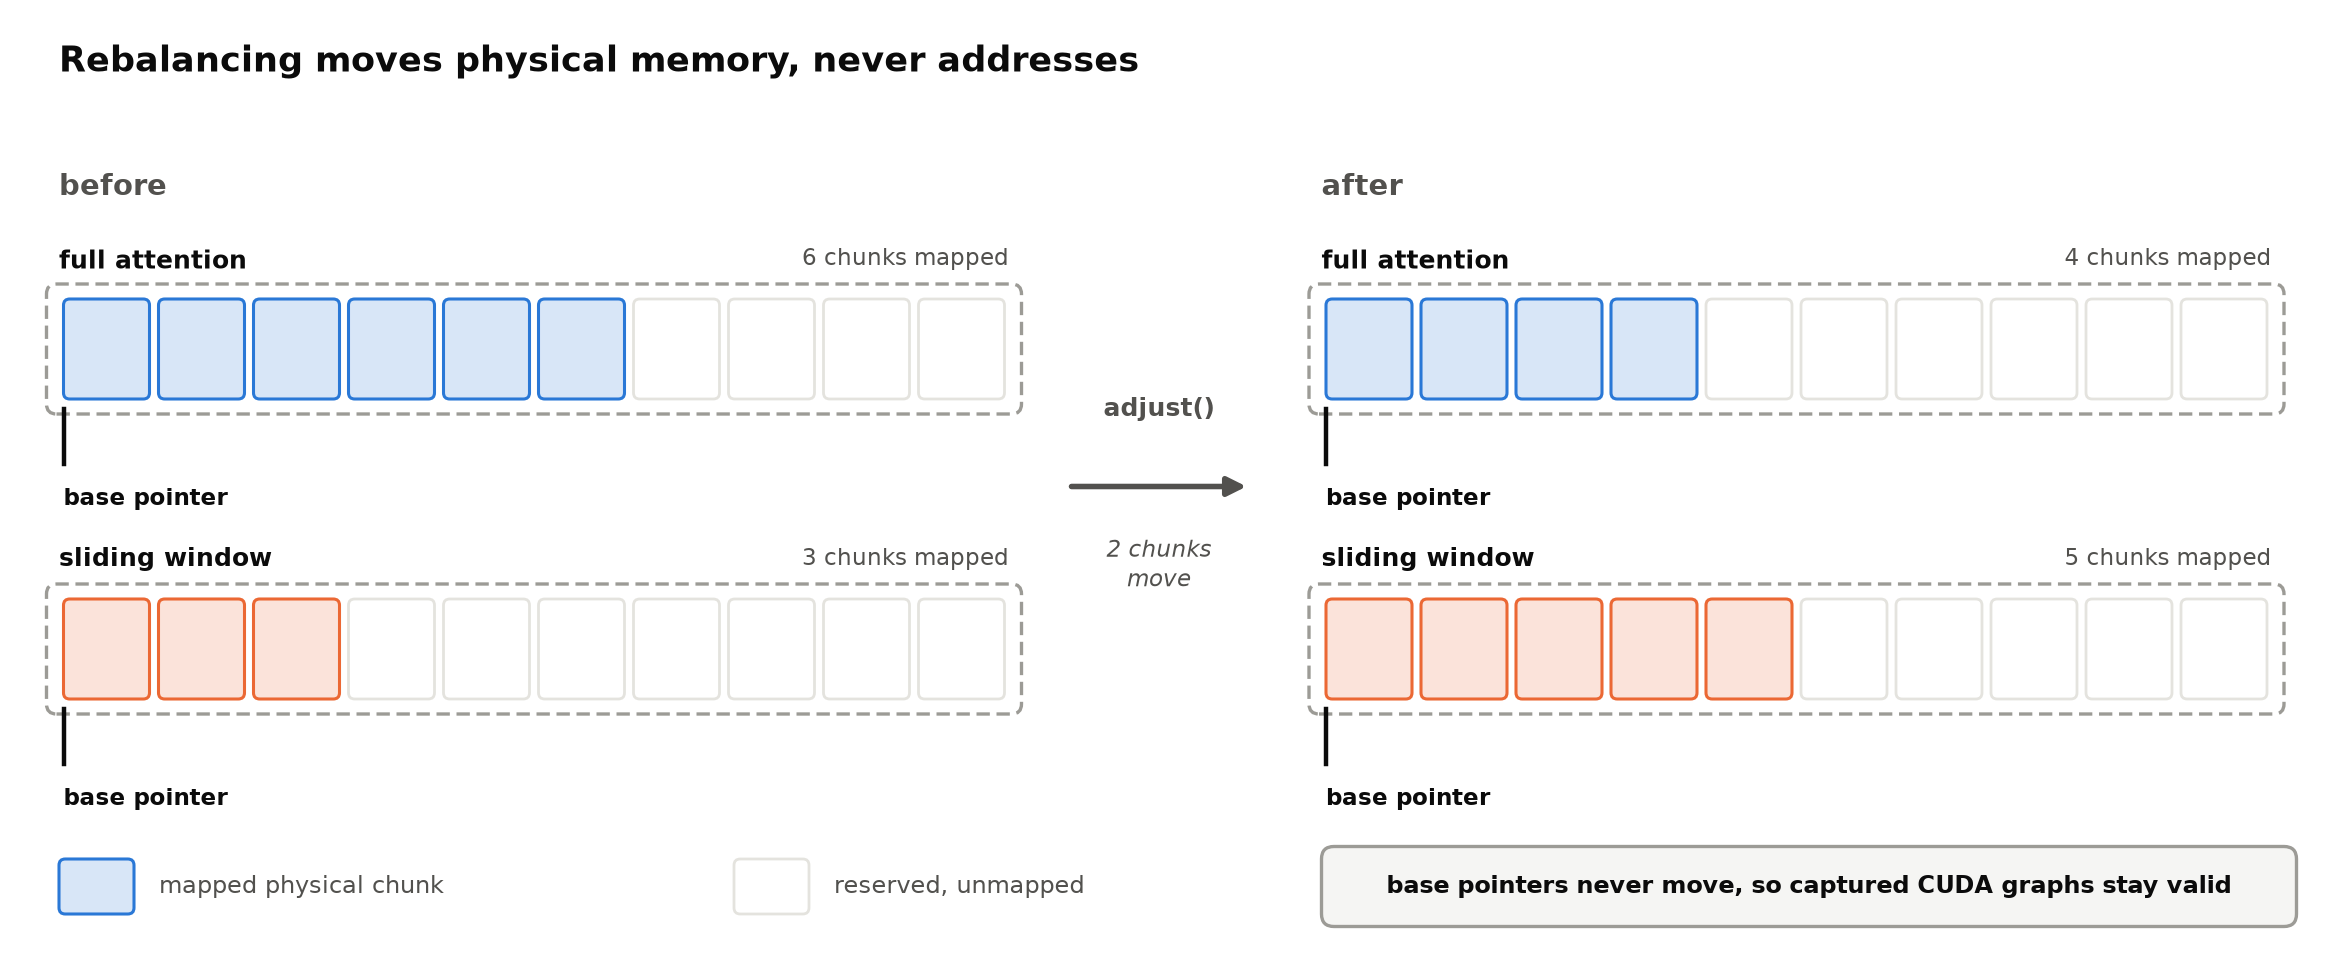 Rebalancing moves physical memory, never addresses
before
full attention
6 chunks mapped
base pointer
sliding window
3 chunks mapped
base pointer
adjust()
2 chunks
move
after
full attention
4 chunks mapped
base pointer
sliding window
5 chunks mapped
base pointer
mapped physical chunk
reserved, unmapped
base pointers never move, so captured CUDA graphs stay valid